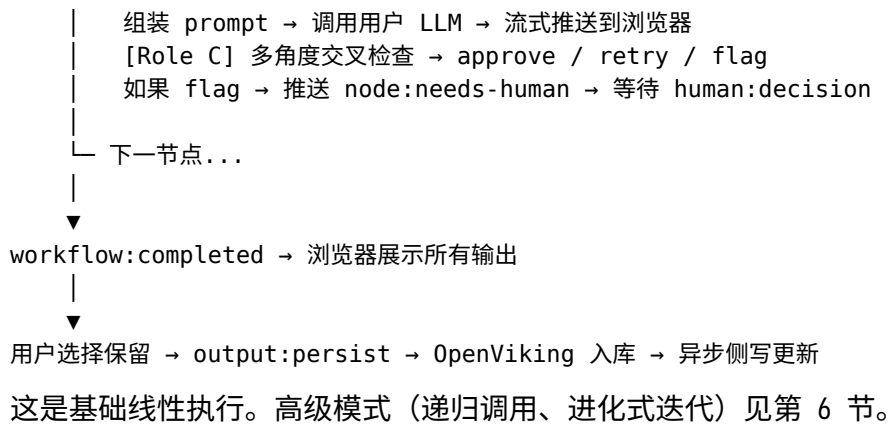 组装 prompt → 调用用户 LLM → 流式推送到浏览器
[Role C] 多角度交叉检查 → approve / retry / flag
如果 flag → 推送 node:needs-human → 等待 human:decision
下一节点...
workflow:completed → 浏览器展示所有输出
用户选择保留 → output:persist → OpenViking 入库 → 异步侧写更新
这是基础线性执行。高级模式（递归调用、进化式迭代）见第 6 节。